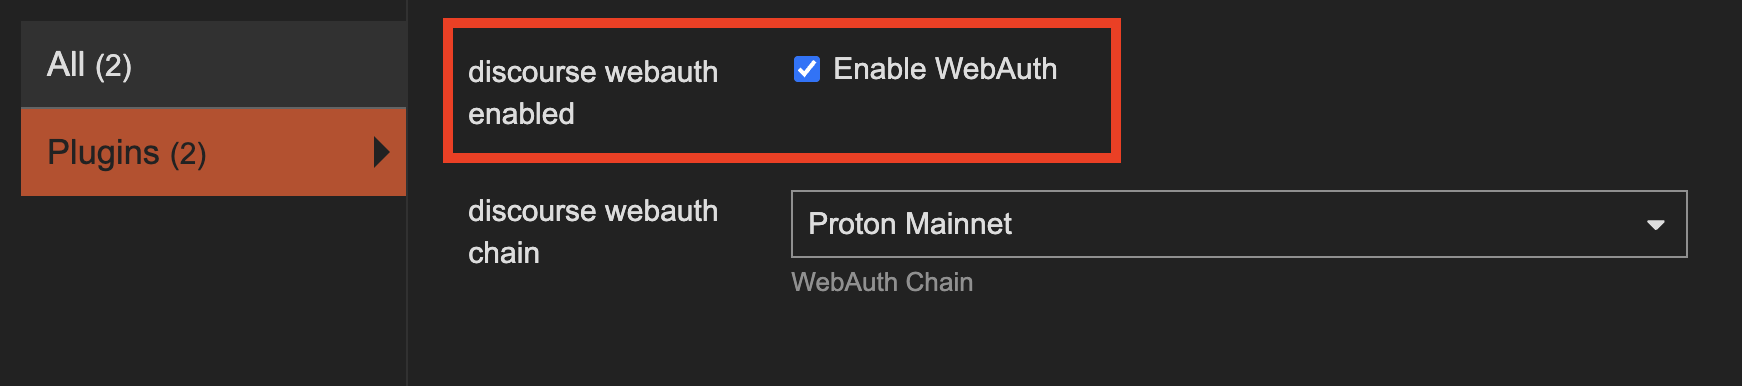 All (2)
Plugins (2)
discourse webauth
enabled
Enable WebAuth
discourse webauth
chain
Proton Mainnet
WebAuth Chain